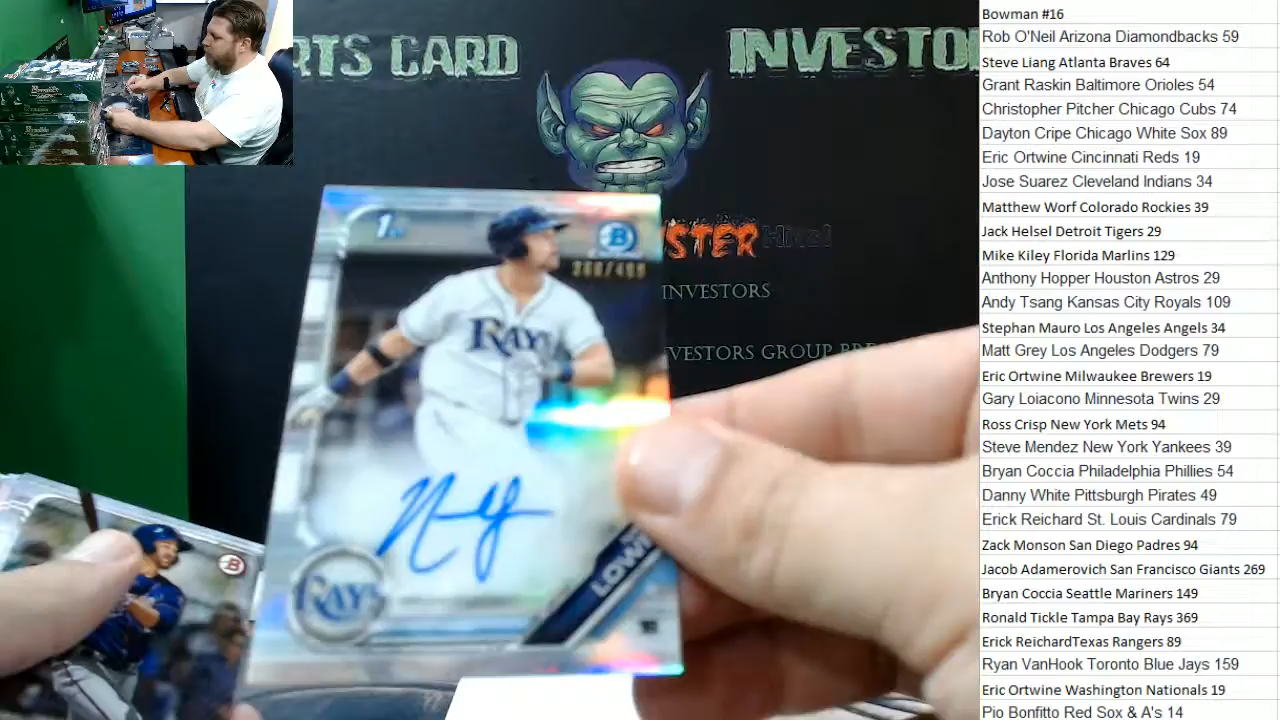 RTS CARD
INVESTO
STER
INVESTORS
VESTORS GROUP
1st
B
RAYS
RAYS
LOW
Bowman #16
Rob O'Neil Arizona Diamondbacks 59
Steve Liang Atlanta Braves 64
Grant Raskin Baltimore Orioles 54
Christopher Pitcher Chicago Cubs 74
Dayton Cripe Chicago White Sox 89
Eric Ortwine Cincinnati Reds 19
Jose Suarez Cleveland Indians 34
Matthew Worf Colorado Rockies 39
Jack Helsel Detroit Tigers 29
Mike Kiley Florida Marlins 129
Anthony Hopper Houston Astros 29
Andy Tsang Kansas City Royals 109
Stephan Mauro Los Angeles Angels 34
Matt Grey Los Angeles Dodgers 79
Eric Ortwine Milwaukee Brewers 19
Gary Loiacono Minnesota Twins 29
Ross Crisp New York Mets 94
Steve Mendez New York Yankees 39
Bryan Coccia Philadelphia Phillies 54
Danny White Pittsburgh Pirates 49
Erick Reichard St. Louis Cardinals 79
Zack Monson San Diego Padres 94
Jacob Adamerovich San Francisco Giants 269
Bryan Coccia Seattle Mariners 149
Ronald Tickle Tampa Bay Rays 369
Erick ReichardTexas Rangers 89
Ryan VanHook Toronto Blue Jays 159
Eric Ortwine Washington Nationals 19
Pio Bonfitto Red Sox & A's 14